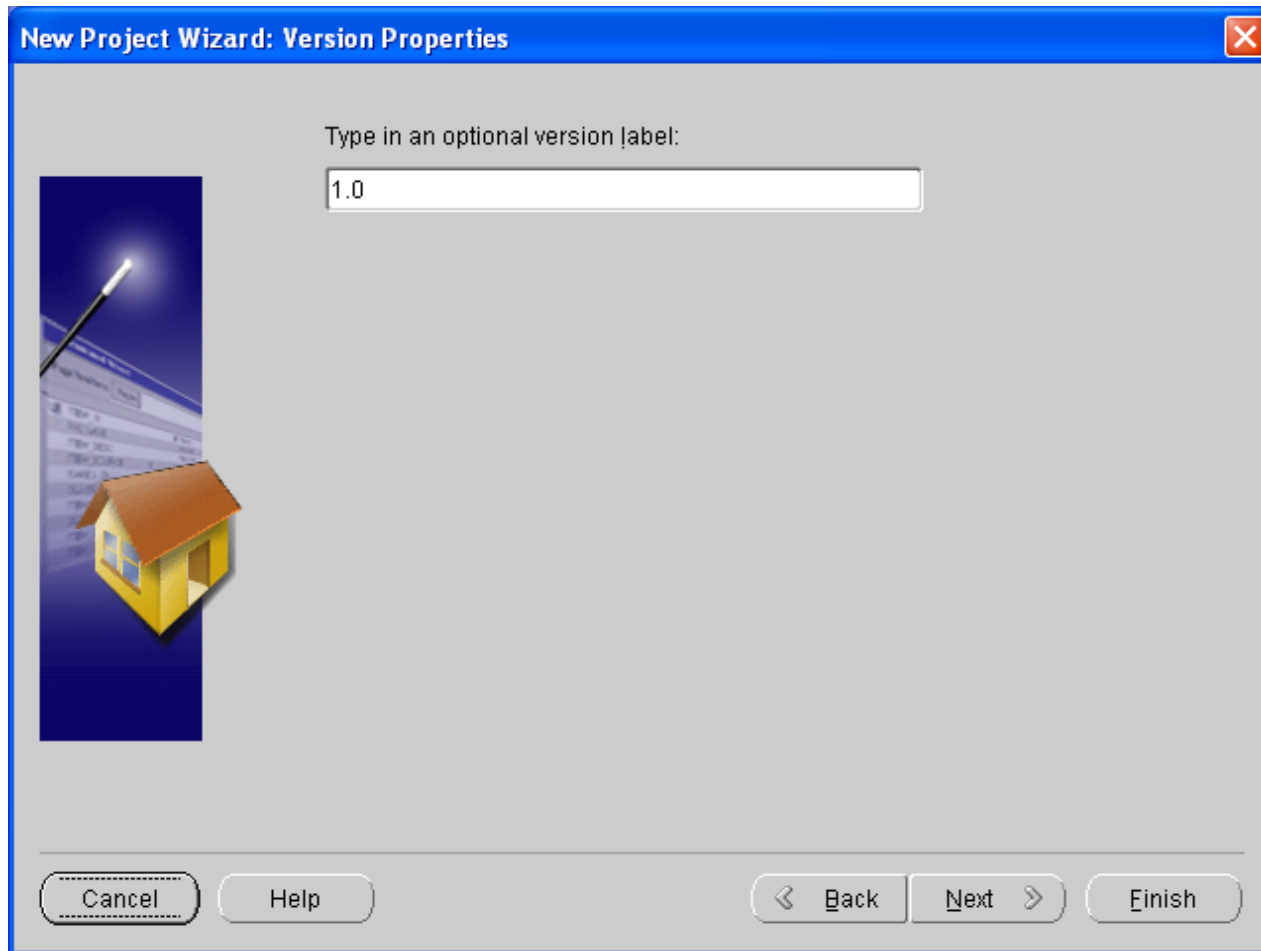 New Project Wizard: Version Properties
Type in an optional version label:
1.0
Cancel
Help
Back
Next
Finish